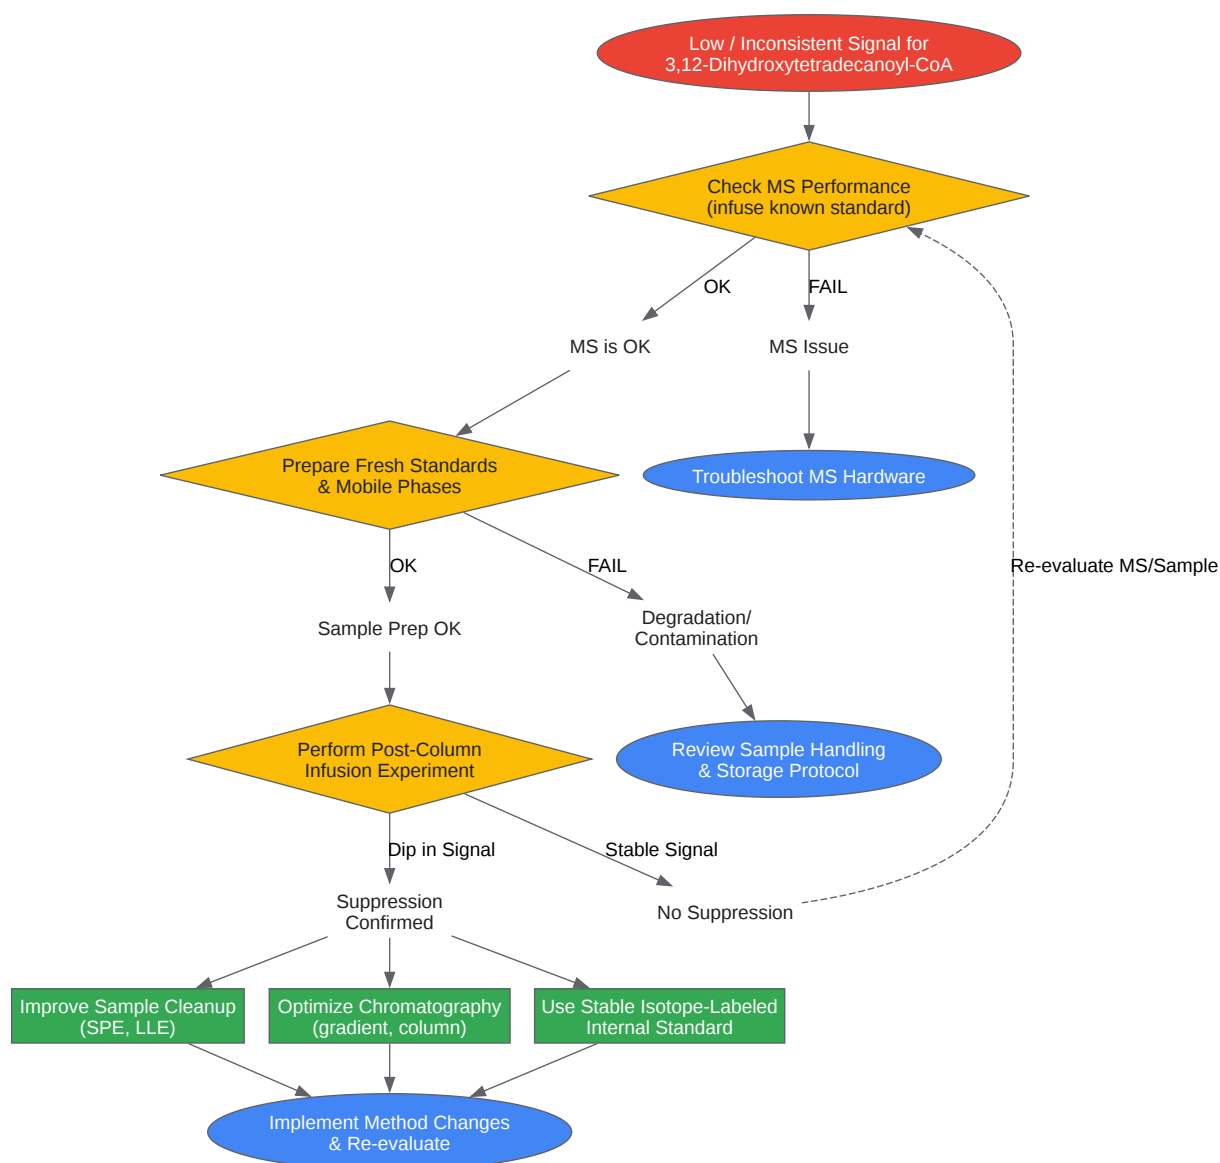 Low / Inconsistent Signal for
3,12-Dihydroxytetradecanoyl-CoA
Check MS Performance
(infuse known standard)
OK
FAIL
MS is OK
MS Issue
Prepare Fresh Standards
& Mobile Phases
Troubleshoot MS Hardware
OK
FAIL
Re-evaluate MS/Sample
Sample Prep OK
Degradation/
Contamination
Perform Post-Column
Infusion Experiment
Review Sample Handling
& Storage Protocol
Dip in Signal
Stable Signal
Suppression
Confirmed
No Suppression
Improve Sample Cleanup
(SPE, LLE)
Optimize Chromatography
(gradient, column)
Use Stable Isotope-Labeled
Internal Standard
Implement Method Changes
& Re-evaluate